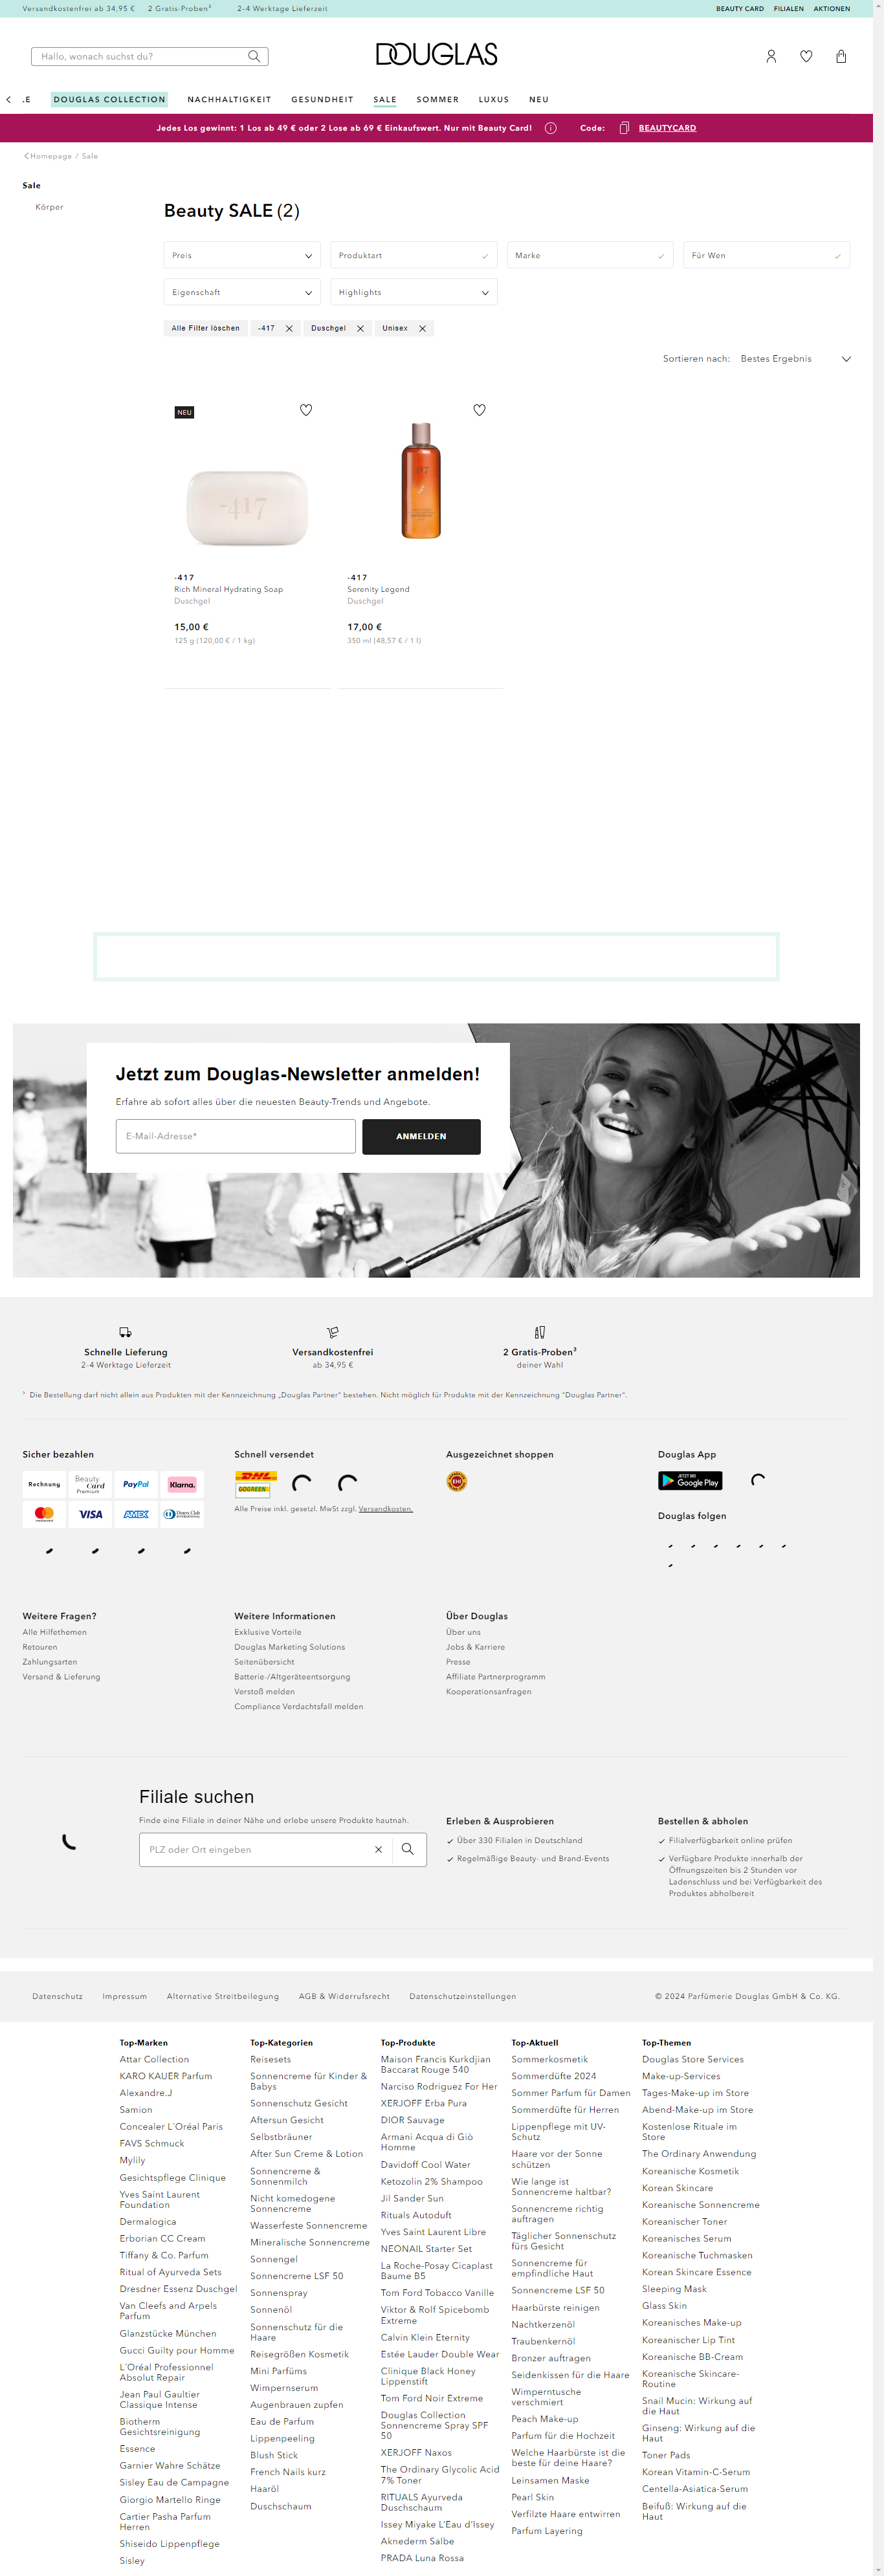 Versandkostenfrei ab 34,95 € 2 Gratis-Proben³ 2-4 Werktage Lieferzeit BEAUTY CARD FILIALEN AKTIONEN
Hallo, wonach suchst du? DOUGLAS
.E DOUGLAS COLLECTION NACHHALTIGKEIT GESUNDHEIT SALE SOMMER LUXUS NEU
Jedes Los gewinnt: 1 Los ab 49 € oder 2 Lose ab 69 € Einkaufswert. Nur mit Beauty Card! Code: BEAUTYCARD
Homepage / Sale
Sale
Körper
Beauty SALE (2)
Preis Produktart Marke Für Wen
Eigenschaft Highlights
Alle Filter löschen -417 Duschgel Unisex
Sortieren nach: Bestes Ergebnis
NEU
-417
-417 -417
Rich Mineral Hydrating Soap Serenity Legend
Duschgel Duschgel
15,00 € 17,00 €
125 g (120,00 € / 1 kg) 350 ml (48,57 € / 1 l)
Jetzt zum Douglas-Newsletter anmelden!
Erfahre ab sofort alles über die neuesten Beauty-Trends und Angebote.
E-Mail-Adresse* ANMELDEN
Schnelle Lieferung Versandkostenfrei 2 Gratis-Proben³
2-4 Werktage Lieferzeit ab 34,95 € deiner Wahl
³ Die Bestellung darf nicht allein aus Produkten mit der Kennzeichnung „Douglas Partner" bestehen. Nicht möglich für Produkte mit der Kennzeichnung "Douglas Partner".
Sicher bezahlen Schnell versendet Ausgezeichnet shoppen Douglas App
Rechnung Beauty Card Premium PayPal Klarna. DHL GOGREEN EHI JETZT BEI Google Play
mastercard VISA AMEX Diners Club International
Alle Preise inkl. gesetzl. MwSt zzgl. Versandkosten.
Douglas folgen
Weitere Fragen? Weitere Informationen Über Douglas
Alle Hilfethemen Exklusive Vorteile Über uns
Retouren Douglas Marketing Solutions Jobs & Karriere
Zahlungsarten Seitenübersicht Presse
Versand & Lieferung Batterie-/Altgeräteentsorgung Affiliate Partnerprogramm
Verstoß melden Kooperationsanfragen
Compliance Verdachtsfall melden
Filiale suchen
Finde eine Filiale in deiner Nähe und erlebe unsere Produkte hautnah.
PLZ oder Ort eingeben
Erleben & Ausprobieren
Über 330 Filialen in Deutschland
Regelmäßige Beauty- und Brand-Events
Bestellen & abholen
Filialverfügbarkeit online prüfen
Verfügbare Produkte innerhalb der
Öffnungszeiten bis 2 Stunden vor
Ladenschluss und bei Verfügbarkeit des
Produktes abholbereit
Datenschutz Impressum Alternative Streitbeilegung AGB & Widerrufsrecht Datenschutzeinstellungen © 2024 Parfümerie Douglas GmbH & Co. KG.
Top-Marken
Attar Collection
KARO KAUER Parfum
Alexandre.J
Samion
Concealer L´Oréal Paris
FAVS Schmuck
Mylily
Gesichtspflege Clinique
Yves Saint Laurent
Foundation
Dermalogica
Erborian CC Cream
Tiffany & Co. Parfum
Ritual of Ayurveda Sets
Dresdner Essenz Duschgel
Van Cleefs and Arpels
Parfum
Glanzstücke München
Gucci Guilty pour Homme
L´Oréal Professionnel
Absolut Repair
Jean Paul Gaultier
Classique Intense
Biotherm
Gesichtsreinigung
Essence
Garnier Wahre Schätze
Sisley Eau de Campagne
Giorgio Martello Ringe
Cartier Pasha Parfum
Herren
Shiseido Lippenpflege
Sisley
Top-Kategorien
Reisesets
Sonnencreme für Kinder &
Babys
Sonnenschutz Gesicht
Aftersun Gesicht
Selbstbräuner
After Sun Creme & Lotion
Sonnencreme &
Sonnenmilch
Nicht komedogene
Sonnencreme
Wasserfeste Sonnencreme
Mineralische Sonnencreme
Sonnengel
Sonnencreme LSF 50
Sonnenspray
Sonnenöl
Sonnenschutz für die
Haare
Reisegrößen Kosmetik
Mini Parfüms
Wimpernserum
Augenbrauen zupfen
Eau de Parfum
Lippenpeeling
Blush Stick
French Nails kurz
Haaröl
Duschschaum
Top-Produkte
Maison Francis Kurkdjian
Baccarat Rouge 540
Narciso Rodriguez For Her
XERJOFF Erba Pura
DIOR Sauvage
Armani Acqua di Giò
Homme
Davidoff Cool Water
Ketozolin 2% Shampoo
Jil Sander Sun
Rituals Autoduft
Yves Saint Laurent Libre
NEONAIL Starter Set
La Roche-Posay Cicaplast
Baume B5
Tom Ford Tobacco Vanille
Viktor & Rolf Spicebomb
Extreme
Calvin Klein Eternity
Estée Lauder Double Wear
Clinique Black Honey
Lippenstift
Tom Ford Noir Extreme
Douglas Collection
Sonnencreme Spray SPF
50
XERJOFF Naxos
The Ordinary Glycolic Acid
7% Toner
RITUALS Ayurveda
Duschschaum
Issey Miyake L'Eau d'Issey
Aknederm Salbe
PRADA Luna Rossa
Top-Aktuell
Sommerkosmetik
Sommerdüfte 2024
Sommer Parfum für Damen
Sommerdüfte für Herren
Lippenpflege mit UV-
Schutz
Haare vor der Sonne
schützen
Wie lange ist
Sonnencreme haltbar?
Sonnencreme richtig
auftragen
Täglicher Sonnenschutz
fürs Gesicht
Sonnencreme für
empfindliche Haut
Sonnencreme LSF 50
Haarbürste reinigen
Nachtkerzenöl
Traubenkernöl
Bronzer auftragen
Seidenkissen für die Haare
Wimperntusche
verschmiert
Peach Make-up
Parfum für die Hochzeit
Welche Haarbürste ist die
beste für deine Haare?
Leinsamen Maske
Pearl Skin
Verfilzte Haare entwirren
Parfum Layering
Top-Themen
Douglas Store Services
Make-up-Services
Tages-Make-up im Store
Abend-Make-up im Store
Kostenlose Rituale im
Store
The Ordinary Anwendung
Koreanische Kosmetik
Korean Skincare
Koreanische Sonnencreme
Koreanischer Toner
Koreanisches Serum
Koreanische Tuchmasken
Korean Skincare Essence
Sleeping Mask
Glass Skin
Koreanisches Make-up
Koreanischer Lip Tint
Koreanische BB-Cream
Koreanische Skincare-
Routine
Snail Mucin: Wirkung auf
die Haut
Ginseng: Wirkung auf die
Haut
Toner Pads
Korean Vitamin-C-Serum
Centella-Asiatica-Serum
Beifuß: Wirkung auf die
Haut